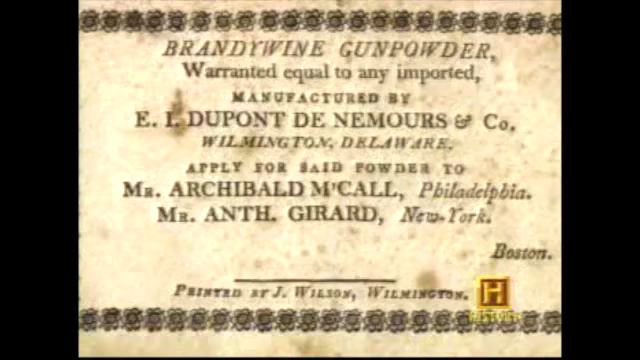 BRANDYWINE GUNPOWDER,
Warranted equal to any imported,
MANUFACTURED BY
E. I. DUPONT DE NEMOURS & Co.
WILMINGTON, DELAWARE,
APPLY FOR SAID POWDER TO
Mr. ARCHIBALD M'CALL, Philadelphia.
Mr. ANTH. GIRARD, New-York.
Boston.
Printed by J. Wilson, Wilmington.
H
HISTORY